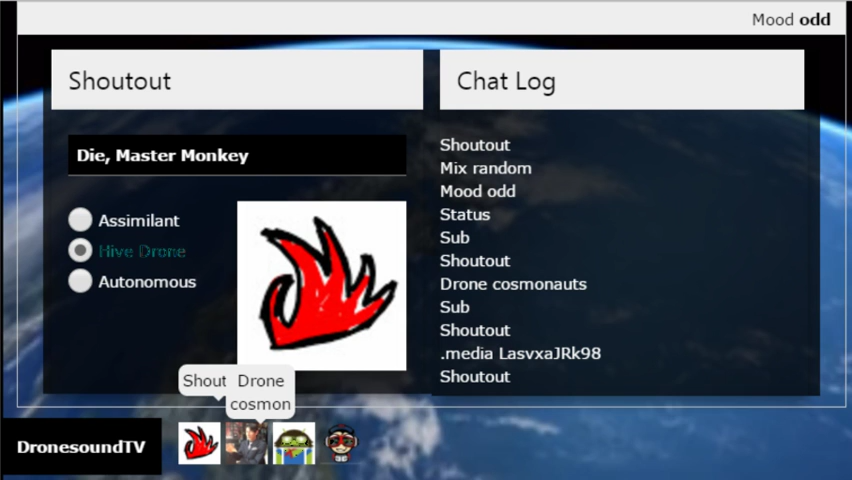 Mood odd
Shoutout
Die, Master Monkey
Assimilant
Hive Drone
Autonomous
Chat Log
Shoutout
Mix random
Mood odd
Status
Sub
Shoutout
Drone cosmonauts
Sub
Shoutout
.media LasvxaJRk98
Shoutout
Shout
Drone
cosmon
DronesoundTV